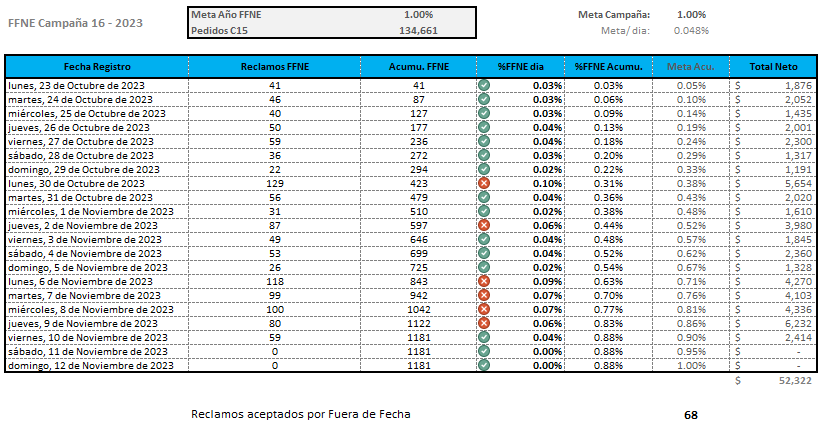 FFNE Campaña 16 - 2023
Meta Año FFNE 1.00%
Pedidos C15 134,661
Meta Campaña: 1.00%
Meta/dia: 0.048%
Fecha Registro Reclamos FFNE Acumu. FFNE %FFNE dia %FFNE Acumu. Meta Acu. Total Neto
lunes, 23 de Octubre de 2023 41 41 0.03% 0.03% 0.05% $ 1,876
martes, 24 de Octubre de 2023 46 87 0.03% 0.06% 0.10% $ 2,052
miércoles, 25 de Octubre de 2023 40 127 0.03% 0.09% 0.14% $ 1,435
jueves, 26 de Octubre de 2023 50 177 0.04% 0.13% 0.19% $ 2,001
viernes, 27 de Octubre de 2023 59 236 0.04% 0.18% 0.24% $ 2,300
sábado, 28 de Octubre de 2023 36 272 0.03% 0.20% 0.29% $ 1,317
domingo, 29 de Octubre de 2023 22 294 0.02% 0.22% 0.33% $ 1,191
lunes, 30 de Octubre de 2023 129 423 0.10% 0.31% 0.38% $ 5,654
martes, 31 de Octubre de 2023 56 479 0.04% 0.36% 0.43% $ 2,020
miércoles, 1 de Noviembre de 2023 31 510 0.02% 0.38% 0.48% $ 1,610
jueves, 2 de Noviembre de 2023 87 597 0.06% 0.44% 0.52% $ 3,980
viernes, 3 de Noviembre de 2023 49 646 0.04% 0.48% 0.57% $ 1,845
sábado, 4 de Noviembre de 2023 53 699 0.04% 0.52% 0.62% $ 2,360
domingo, 5 de Noviembre de 2023 26 725 0.02% 0.54% 0.67% $ 1,328
lunes, 6 de Noviembre de 2023 118 843 0.09% 0.63% 0.71% $ 4,270
martes, 7 de Noviembre de 2023 99 942 0.07% 0.70% 0.76% $ 4,103
miércoles, 8 de Noviembre de 2023 100 1042 0.07% 0.77% 0.81% $ 4,336
jueves, 9 de Noviembre de 2023 80 1122 0.06% 0.83% 0.86% $ 6,232
viernes, 10 de Noviembre de 2023 59 1181 0.04% 0.88% 0.90% $ 2,414
sábado, 11 de Noviembre de 2023 0 1181 0.00% 0.88% 0.95% $ -
domingo, 12 de Noviembre de 2023 0 1181 0.00% 0.88% 1.00% $ -
$ 52,322
Reclamos aceptados por Fuera de Fecha 68